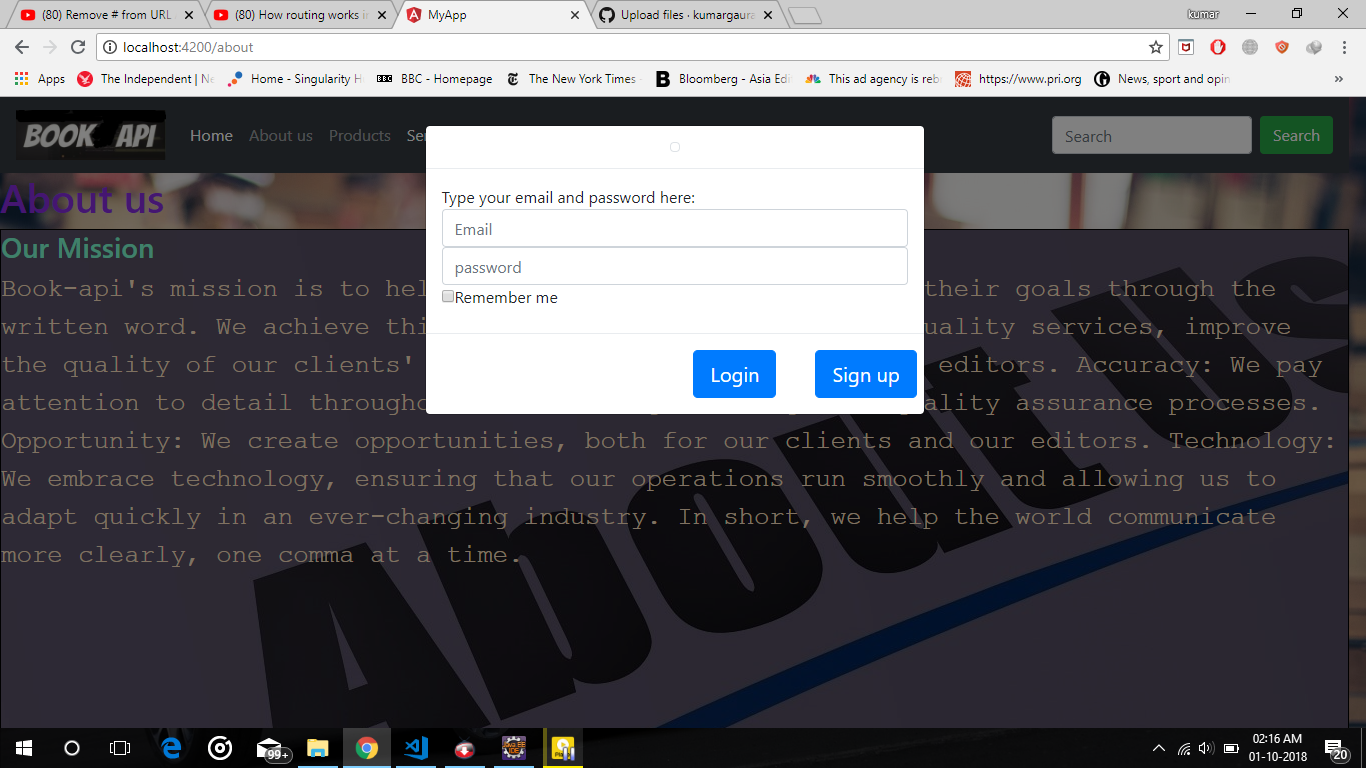 (80) Remove # from URL
(80) How routing works i
MyApp
Upload files · kumargaura
kumar
localhost:4200/about
Apps
The Independent | Ne
Home - Singularity H
BBC
BBC - Homepage
The New York Times -
B
Bloomberg - Asia Edi
This ad agency is reb
https://www.pri.org
News, sport and opin
»
BOOK API
Home
About us
Products
Se
Search
Search
Type your email and password here:
Email
password
Remember me
Login
Sign up
About us
Our Mission
Book-api's mission is to hel their goals through the
written word. We achieve thi uality services, improve
the quality of our clients' editors. Accuracy: We pay
attention to detail througho ality assurance processes.
Opportunity: We create opportunities, both for our clients and our editors. Technology:
We embrace technology, ensuring that our operations run smoothly and allowing us to
adapt quickly in an ever-changing industry. In short, we help the world communicate
more clearly, one comma at a time.
About us
99+
02:16 AM
01-10-2018
20